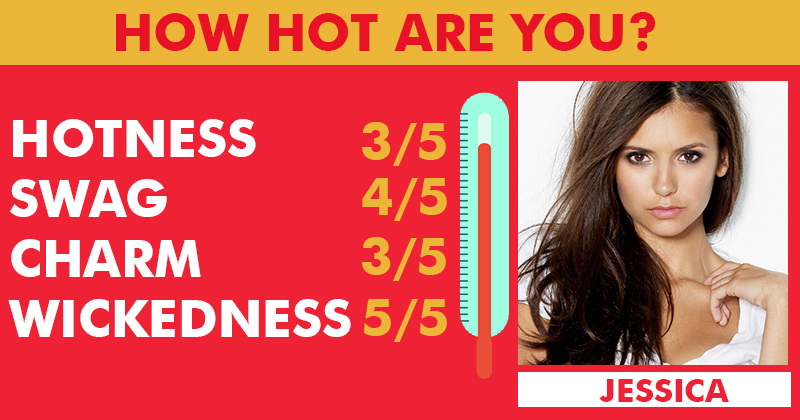 HOW HOT ARE YOU?
HOTNESS 3/5
SWAG 4/5
CHARM 3/5
WICKEDNESS 5/5
JESSICA